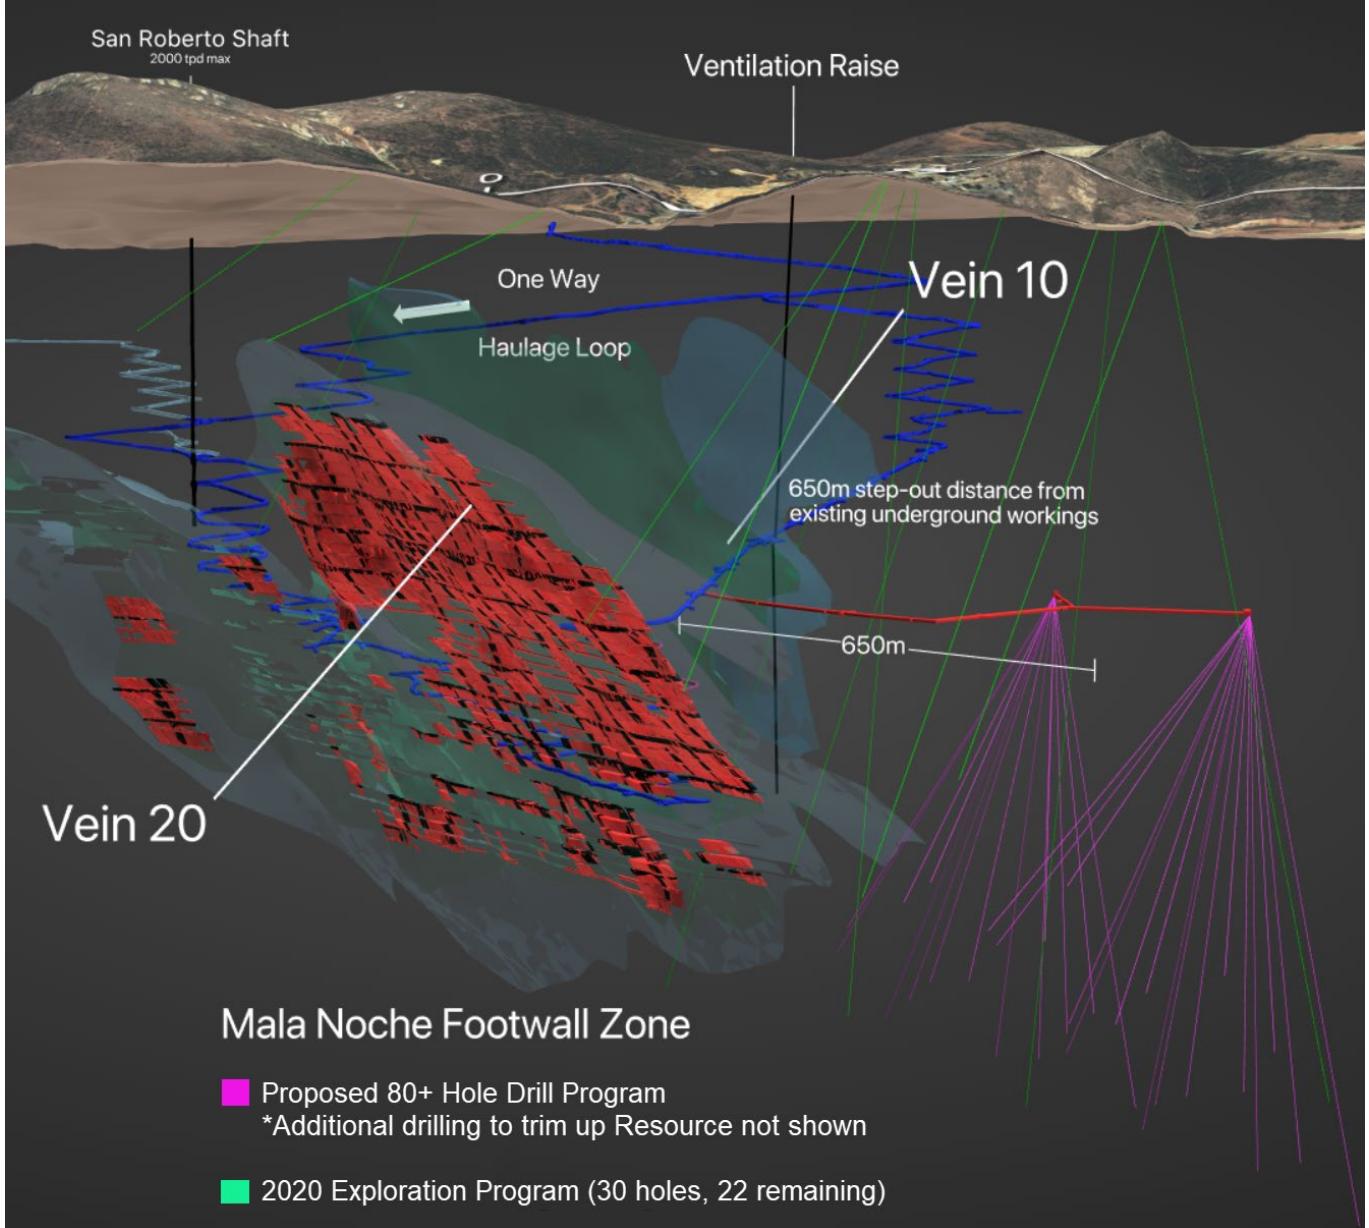 San Roberto Shaft
2000 tpd max
Ventilation Raise
One Way
Vein 10
Haulage Loop
650m step-out distance from
existing underground workings
650m
Vein 20
Mala Noche Footwall Zone
Proposed 80+ Hole Drill Program
*Additional drilling to trim up Resource not shown
2020 Exploration Program (30 holes, 22 remaining)